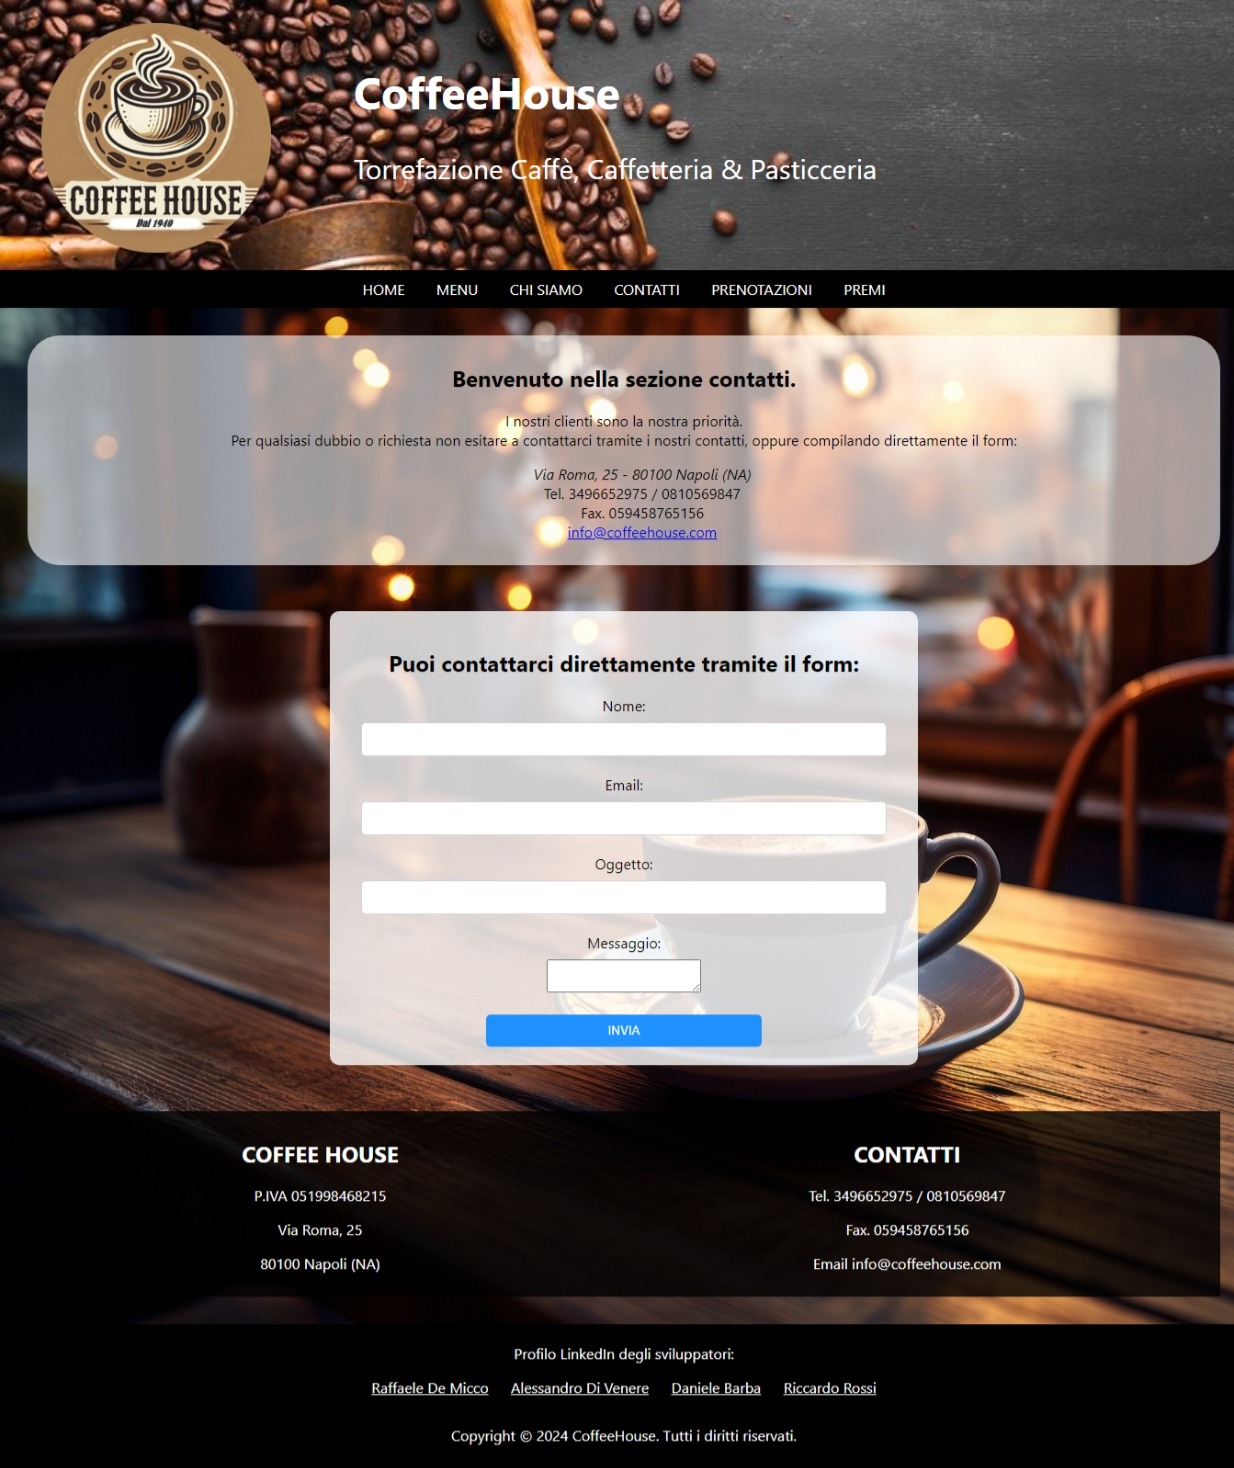 COFFEE HOUSE
Dal 1940
CoffeeHouse
Torrefazione Caffè, Caffetteria & Pasticceria
HOME MENU CHI SIAMO CONTATTI PRENOTAZIONI PREMI
Benvenuto nella sezione contatti.
I nostri clienti sono la nostra priorità.
Per qualsiasi dubbio o richiesta non esitare a contattarci tramite i nostri contatti, oppure compilando direttamente il form:
Via Roma, 25 - 80100 Napoli (NA)
Tel. 3496652975 / 0810569847
Fax. 059458765156
info@coffeehouse.com
Puoi contattarci direttamente tramite il form:
Nome:
Email:
Oggetto:
Messaggio:
INVIA
COFFEE HOUSE
P.IVA 051998468215
Via Roma, 25
80100 Napoli (NA)
CONTATTI
Tel. 3496652975 / 0810569847
Fax. 059458765156
Email info@coffeehouse.com
Profilo LinkedIn degli sviluppatori:
Raffaele De Micco Alessandro Di Venere Daniele Barba Riccardo Rossi
Copyright © 2024 CoffeeHouse. Tutti i diritti riservati.